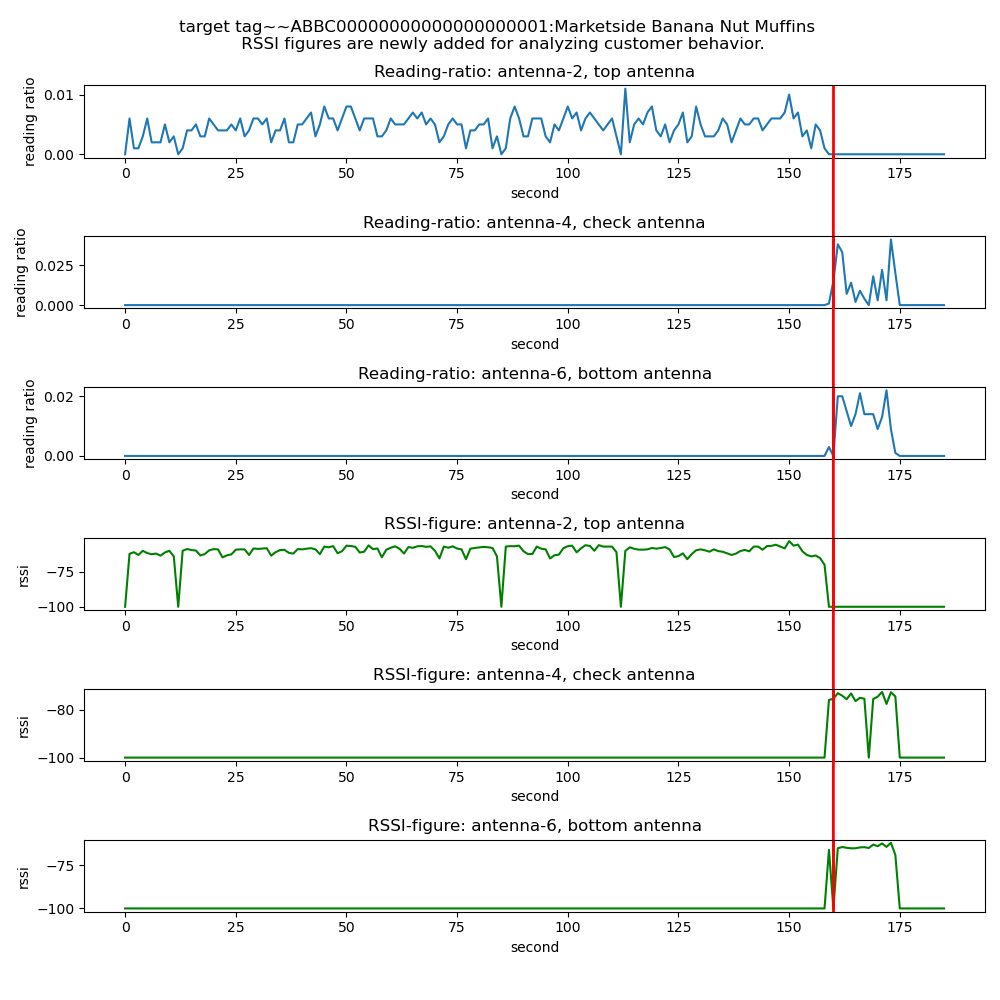 target tag~~ABBC00000000000000000001:Marketside Banana Nut Muffins
RSSI figures are newly added for analyzing customer behavior.
Reading-ratio: antenna-2, top antenna
reading ratio
0.01
0.00
0 25 50 75 100 125 150 175
second
Reading-ratio: antenna-4, check antenna
reading ratio
0.025
0.000
0 25 50 75 100 125 150 175
second
Reading-ratio: antenna-6, bottom antenna
reading ratio
0.02
0.00
0 25 50 75 100 125 150 175
second
RSSI-figure: antenna-2, top antenna
rssi
−75
−100
0 25 50 75 100 125 150 175
second
RSSI-figure: antenna-4, check antenna
rssi
−80
−100
0 25 50 75 100 125 150 175
second
RSSI-figure: antenna-6, bottom antenna
rssi
−75
−100
0 25 50 75 100 125 150 175
second